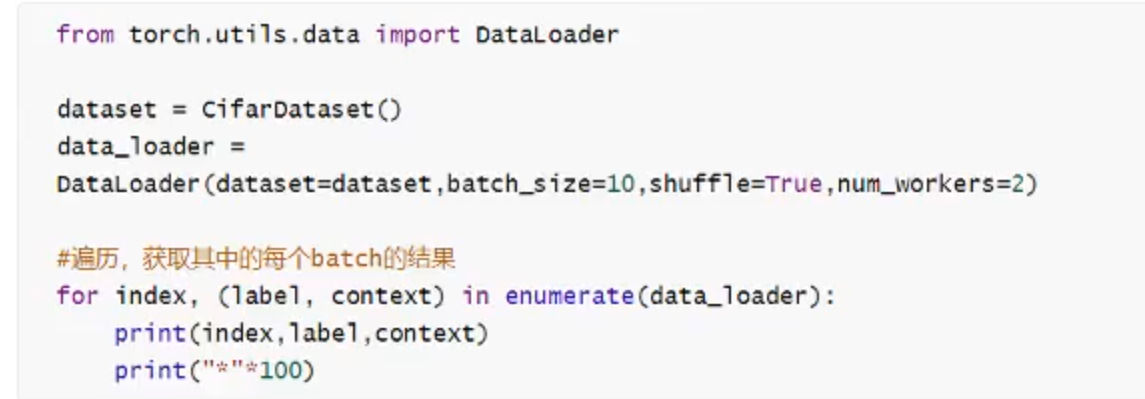 from torch.utils.data import DataLoader
dataset = CifarDataset()
data_loader =
DataLoader(dataset=dataset,batch_size=10,shuffle=True,num_workers=2)
#遍历，获取其中的每个batch的结果
for index, (label, context) in enumerate(data_loader):
    print(index,label,context)
    print("*"*100)